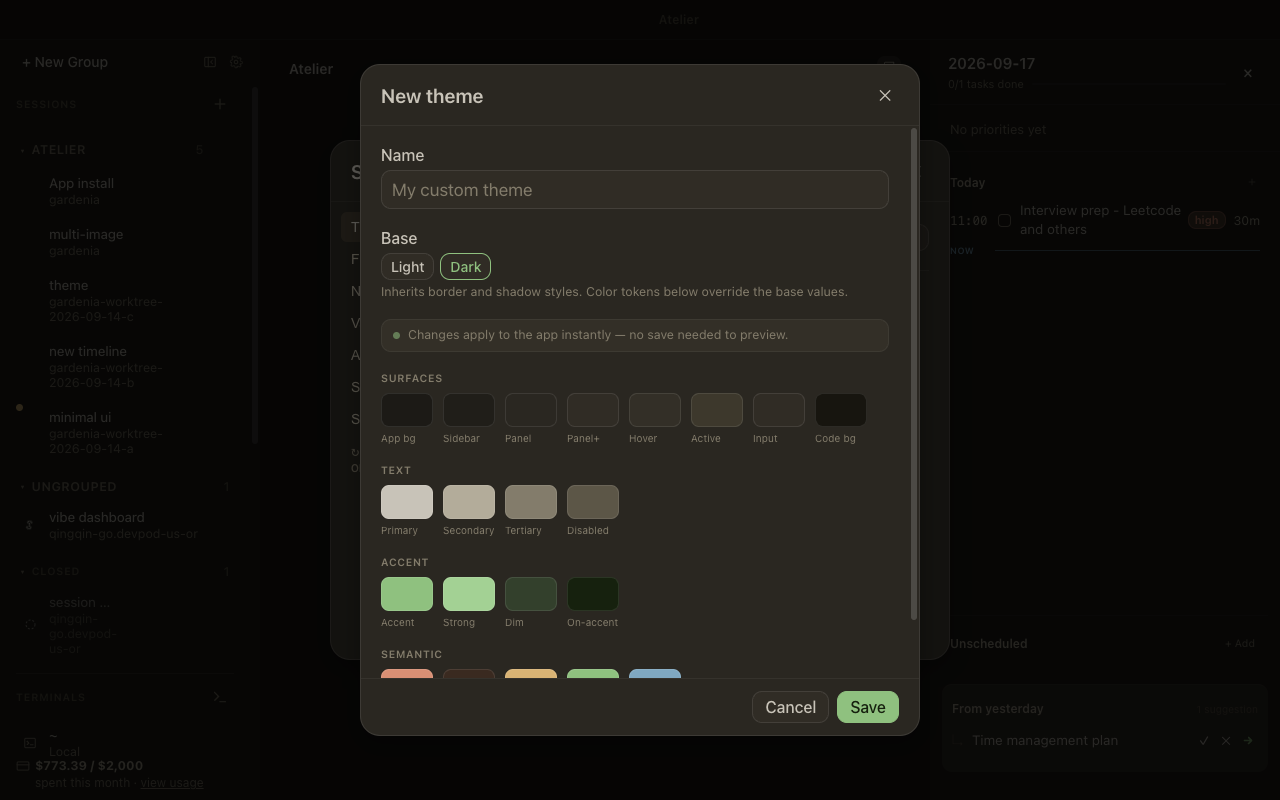 Atelier
+ New Group
SESSIONS
ATELIER
5
App install
gardenia
multi-image
gardenia
theme
gardenia-worktree-
2026-09-14-c
new timeline
gardenia-worktree-
2026-09-14-b
minimal ui
gardenia-worktree-
2026-09-14-a
UNGROUPED
1
vibe dashboard
qingqin-go.devpod-us-or
CLOSED
1
session ...
qingqin-
go.devpod-
us-or
TERMINALS
~
Local
$773.39 / $2,000
spent this month · view usage
Atelier
New theme
Name
My custom theme
Base
Light
Dark
Inherits border and shadow styles. Color tokens below override the base values.
Changes apply to the app instantly — no save needed to preview.
SURFACES
App bg
Sidebar
Panel
Panel+
Hover
Active
Input
Code bg
TEXT
Primary
Secondary
Tertiary
Disabled
ACCENT
Accent
Strong
Dim
On-accent
SEMANTIC
Cancel
Save
2026-09-17
0/1 tasks done
No priorities yet
Today
+
11:00
Interview prep - Leetcode
and others
high
30m
NOW
Unscheduled
+ Add
From yesterday
Time management plan